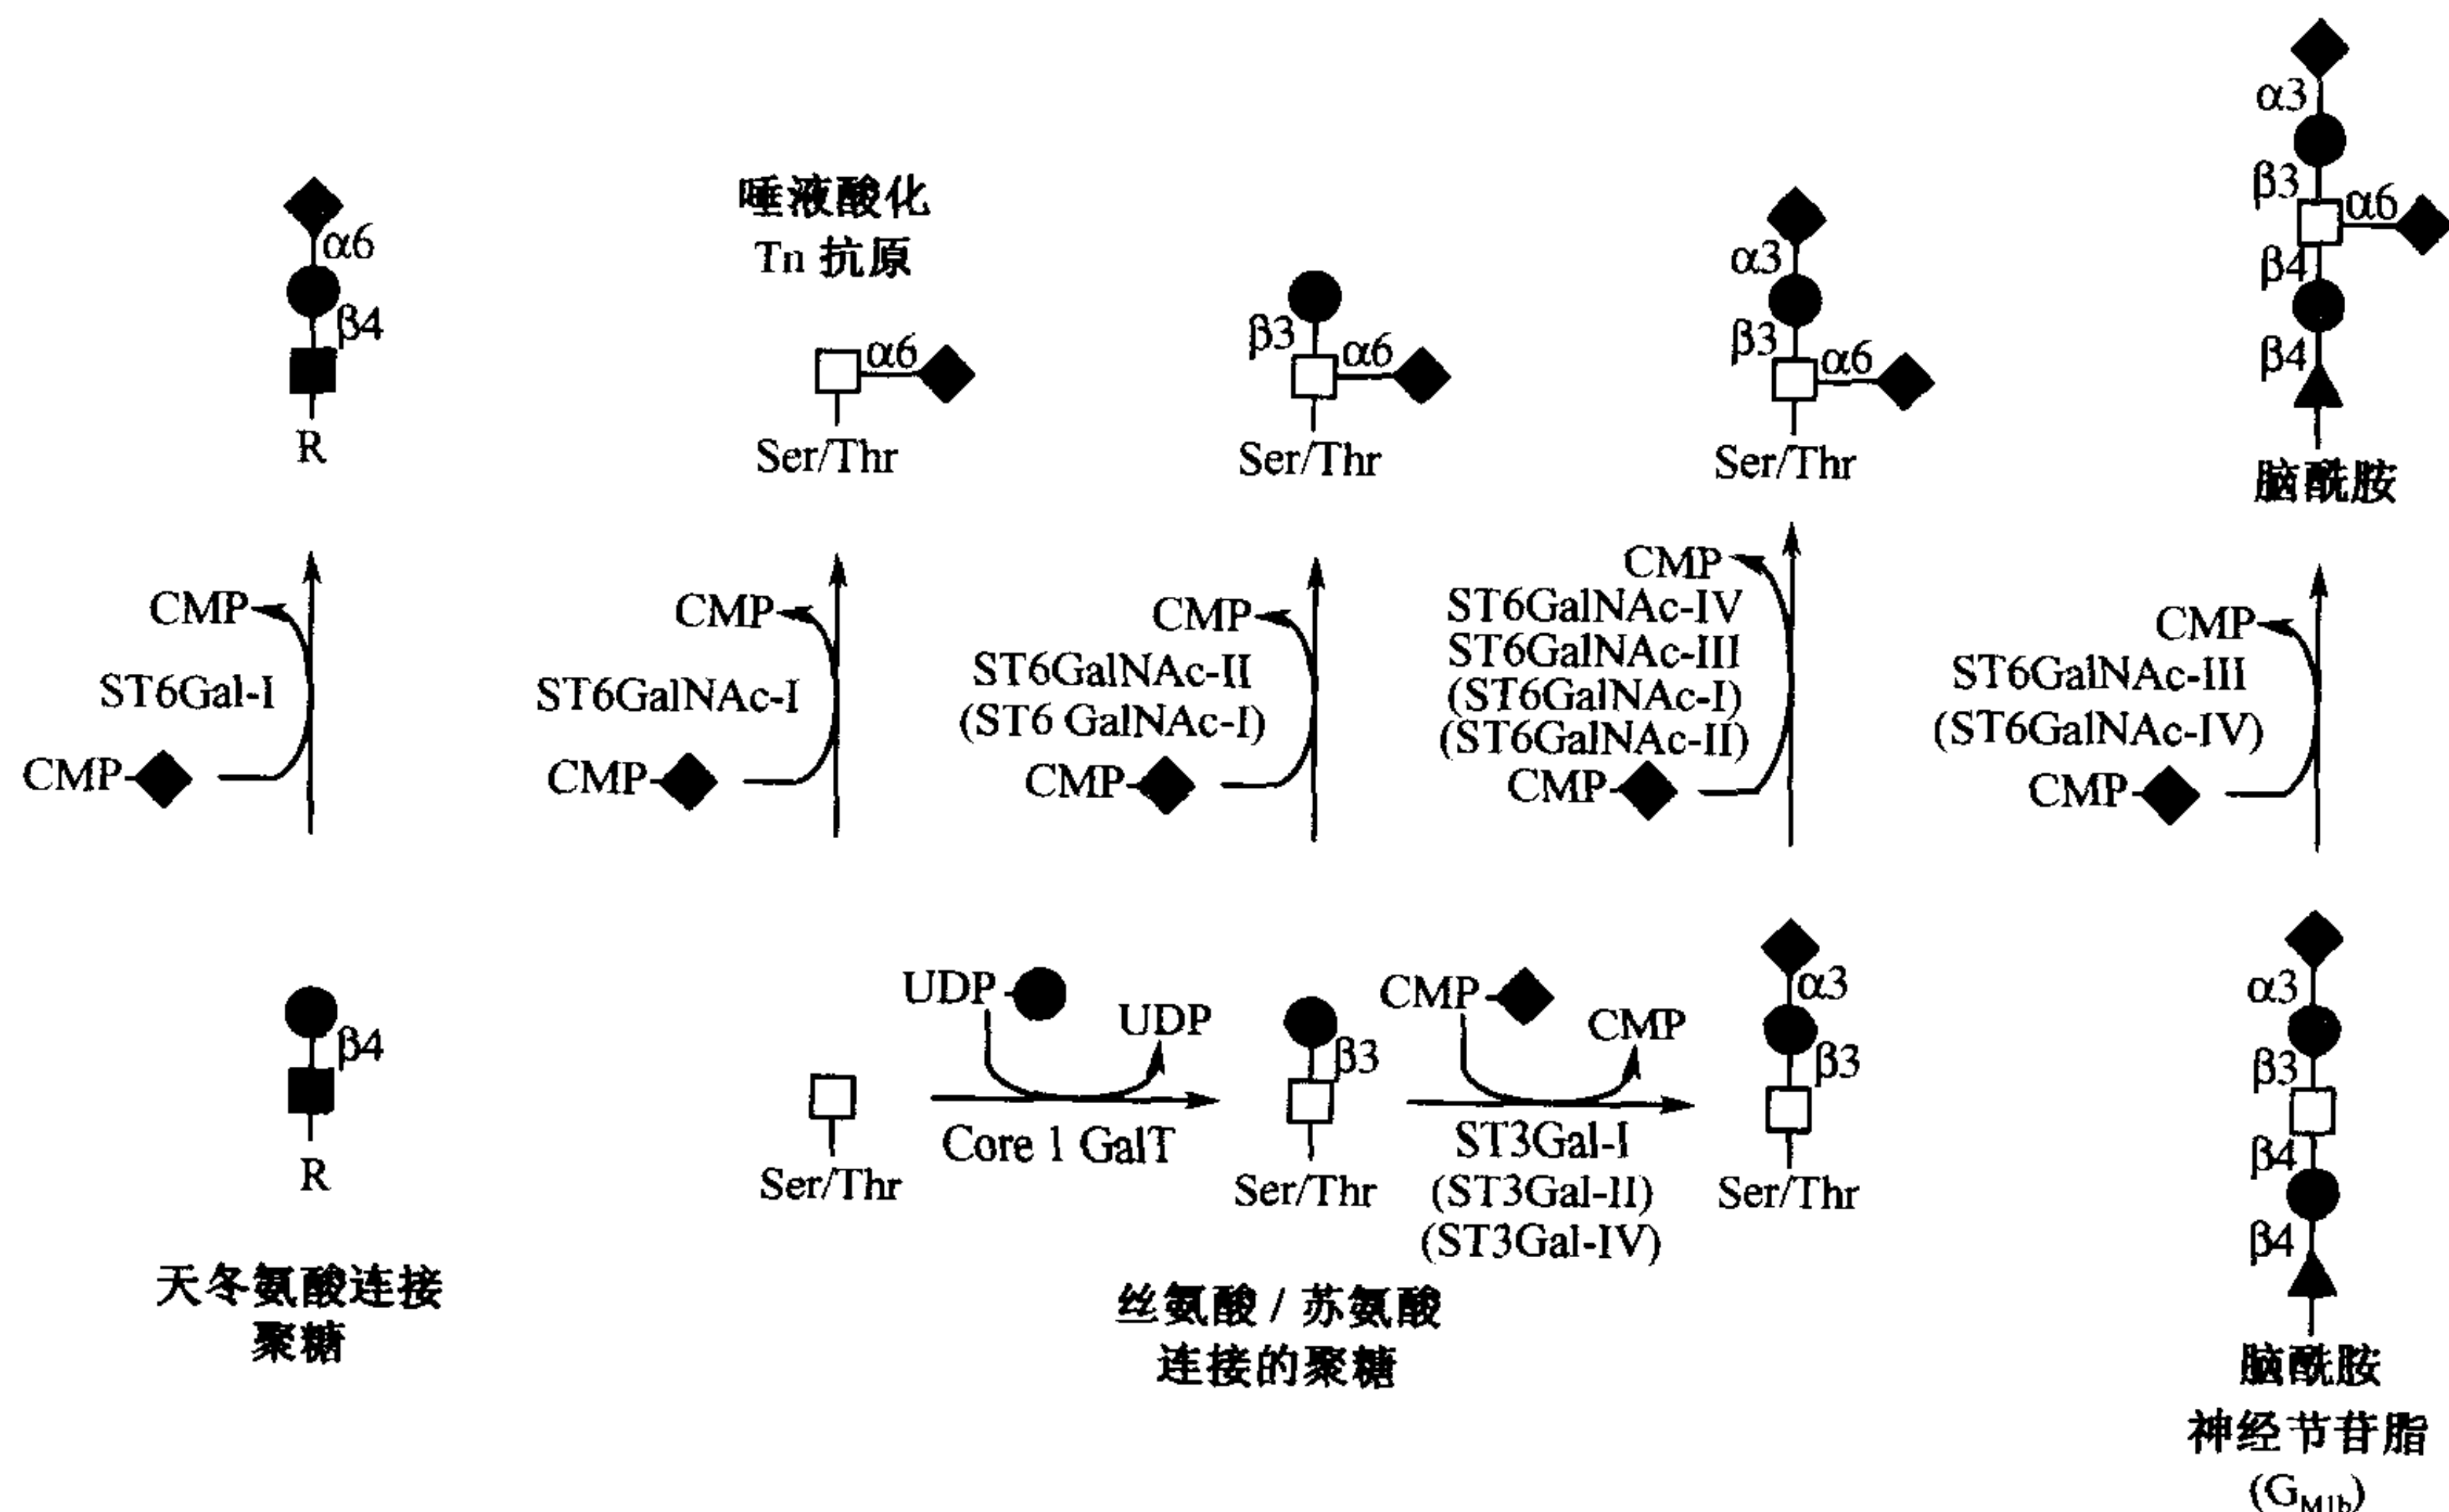 α3
β3
α6
β4
β4
脑酰胺
α6
β4
R
唾液酸化
Tn 抗原
α6
Ser/Thr
β3
α6
Ser/Thr
α3
β3
α6
Ser/Thr
CMP
ST6Gal-I
CMP-
CMP
ST6GalNAc-I
CMP-
CMP
ST6GalNAc-II
(ST6 GalNAc-I)
CMP-
CMP
ST6GalNAc-IV
ST6GalNAc-III
(ST6GalNAc-I)
(ST6GalNAc-II)
CMP-
CMP
ST6GalNAc-III
(ST6GalNAc-IV)
CMP-
β4
R
天冬氨酸连接
聚糖
Ser/Thr
UDP-
UDP
Core 1 GalT
β3
Ser/Thr
CMP-
CMP
ST3Gal-I
(ST3Gal-II)
(ST3Gal-IV)
α3
β3
Ser/Thr
丝氨酸 / 苏氨酸
连接的聚糖
α3
β3
β4
β4
脑酰胺
神经节苷脂
(G_M1b)